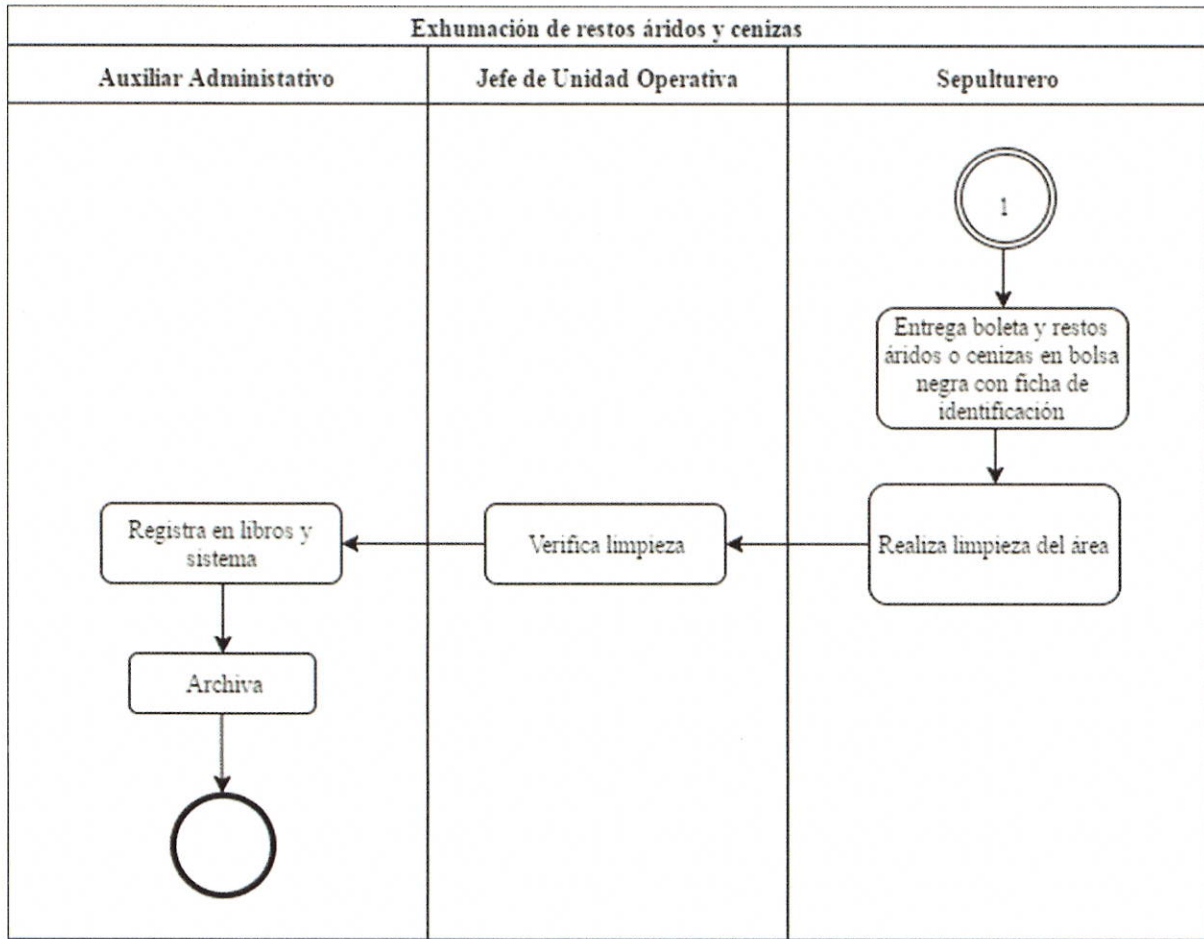 Exhumación de restos áridos y cenizas
Auxiliar Administativo
Jefe de Unidad Operativa
Sepulturero
1
Entrega boleta y restos
áridos o cenizas en bolsa
negra con ficha de
identificación
Registra en libros y
sistema
Verifica limpieza
Realiza limpieza del área
Archiva